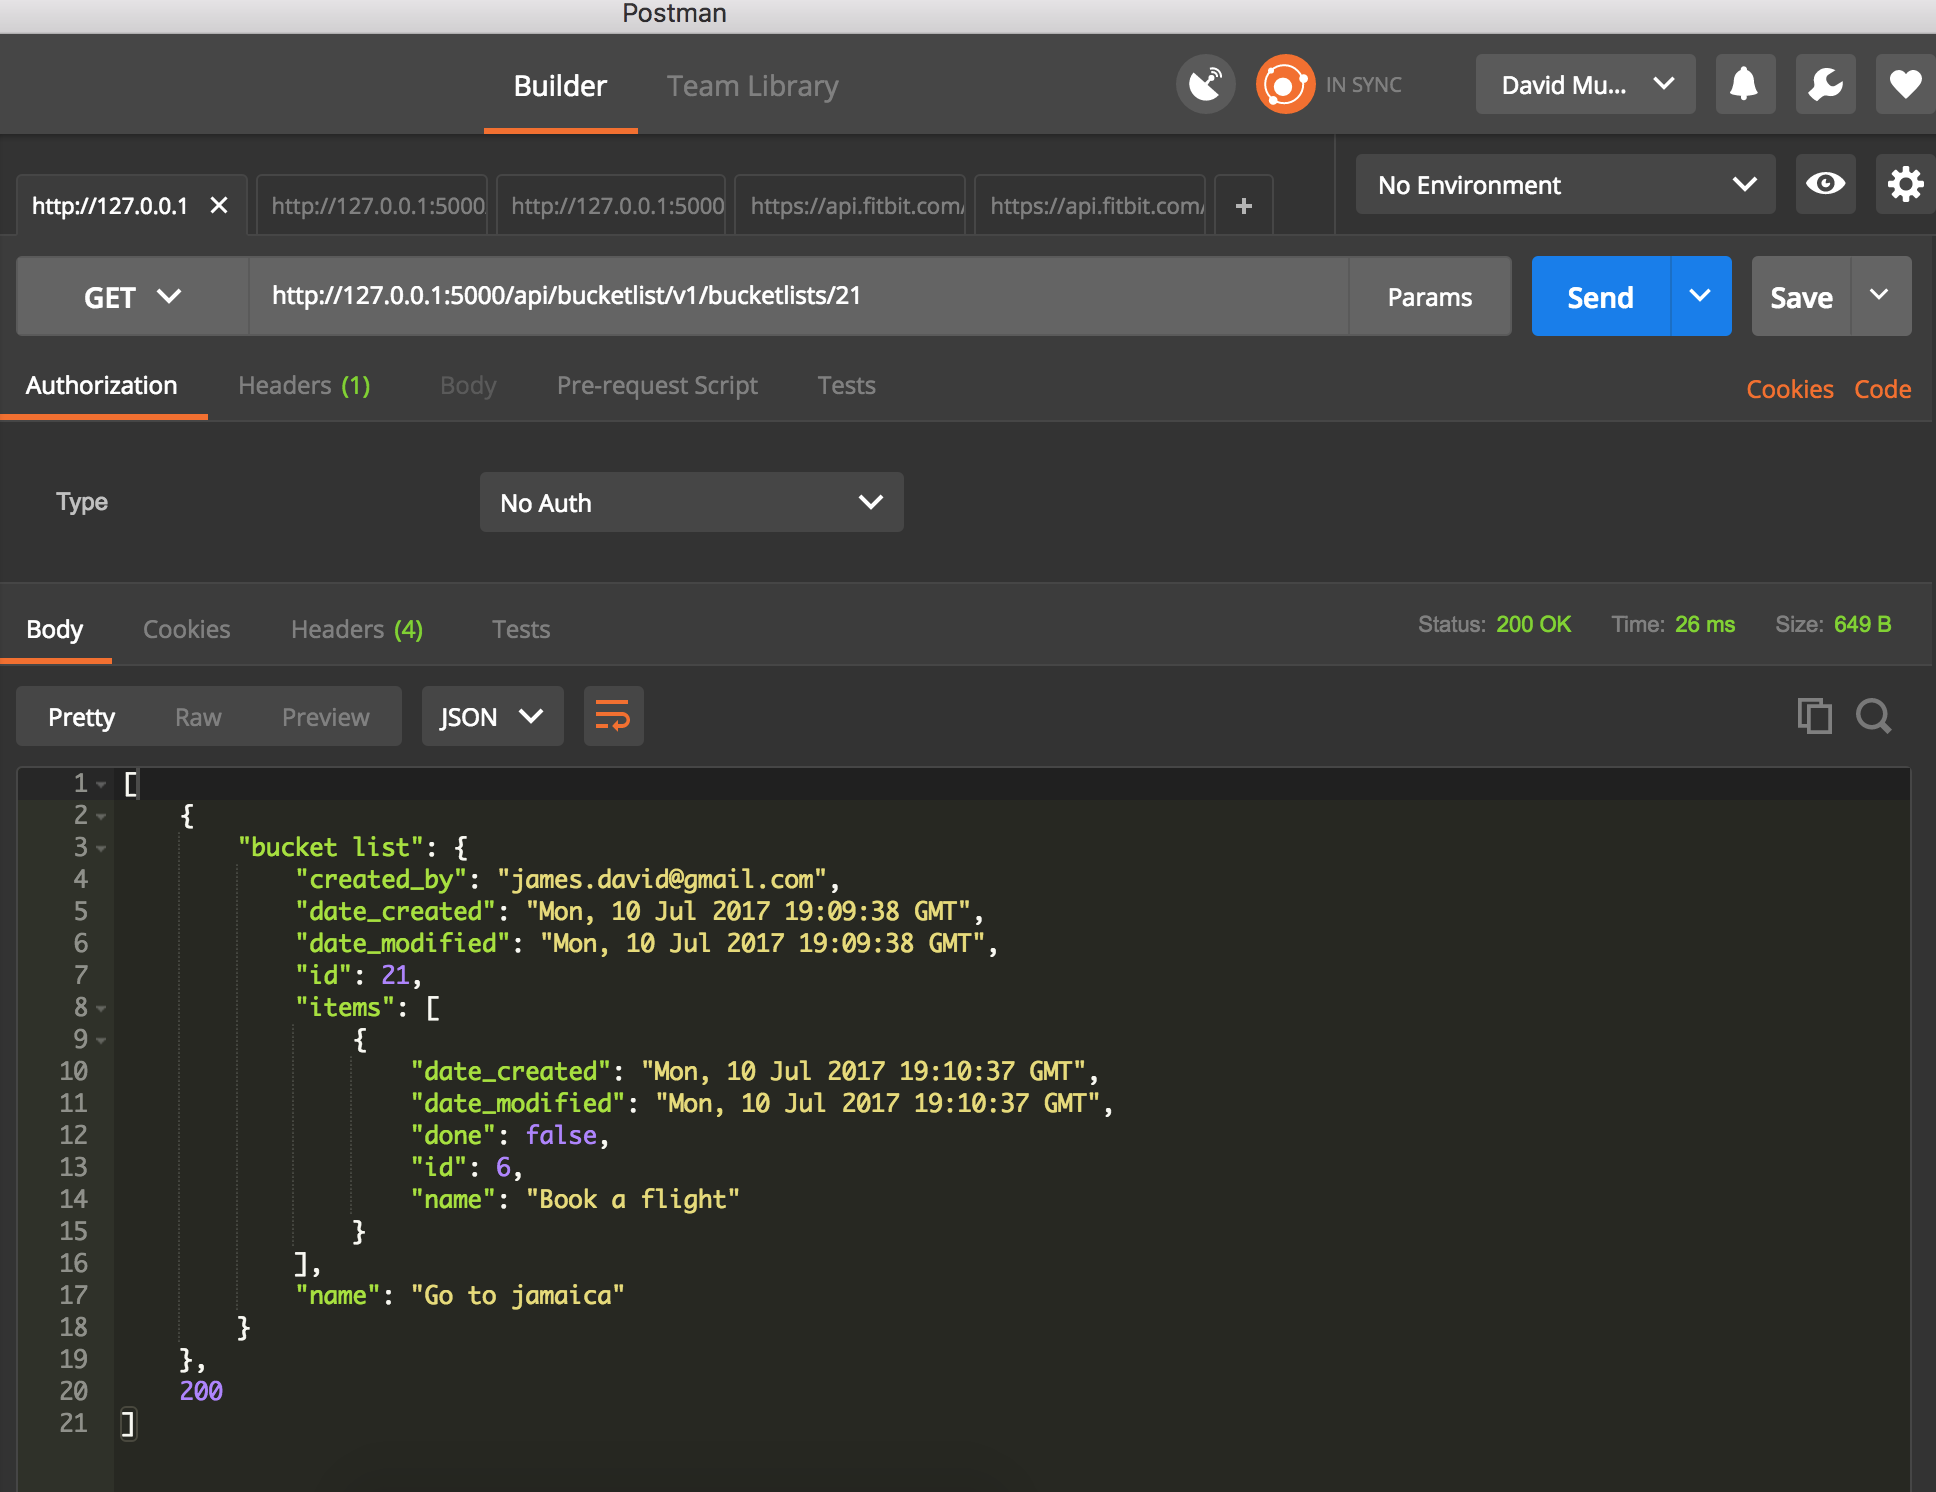 Postman
Builder Team Library IN SYNC David Mu...
http://127.0.0.1 http://127.0.0.1:5000 http://127.0.0.1:5000 https://api.fitbit.com/ https://api.fitbit.com/ + No Environment
GET http://127.0.0.1:5000/api/bucketlist/v1/bucketlists/21 Params Send Save
Authorization Headers (1) Body Pre-request Script Tests Cookies Code
Type No Auth
Body Cookies Headers (4) Tests Status: 200 OK Time: 26 ms Size: 649 B
Pretty Raw Preview JSON
1 [
2 {
3 "bucket list": {
4 "created_by": "james.david@gmail.com",
5 "date_created": "Mon, 10 Jul 2017 19:09:38 GMT",
6 "date_modified": "Mon, 10 Jul 2017 19:09:38 GMT",
7 "id": 21,
8 "items": [
9 {
10 "date_created": "Mon, 10 Jul 2017 19:10:37 GMT",
11 "date_modified": "Mon, 10 Jul 2017 19:10:37 GMT",
12 "done": false,
13 "id": 6,
14 "name": "Book a flight"
15 }
16 ],
17 "name": "Go to jamaica"
18 }
19 },
20 200
21 ]